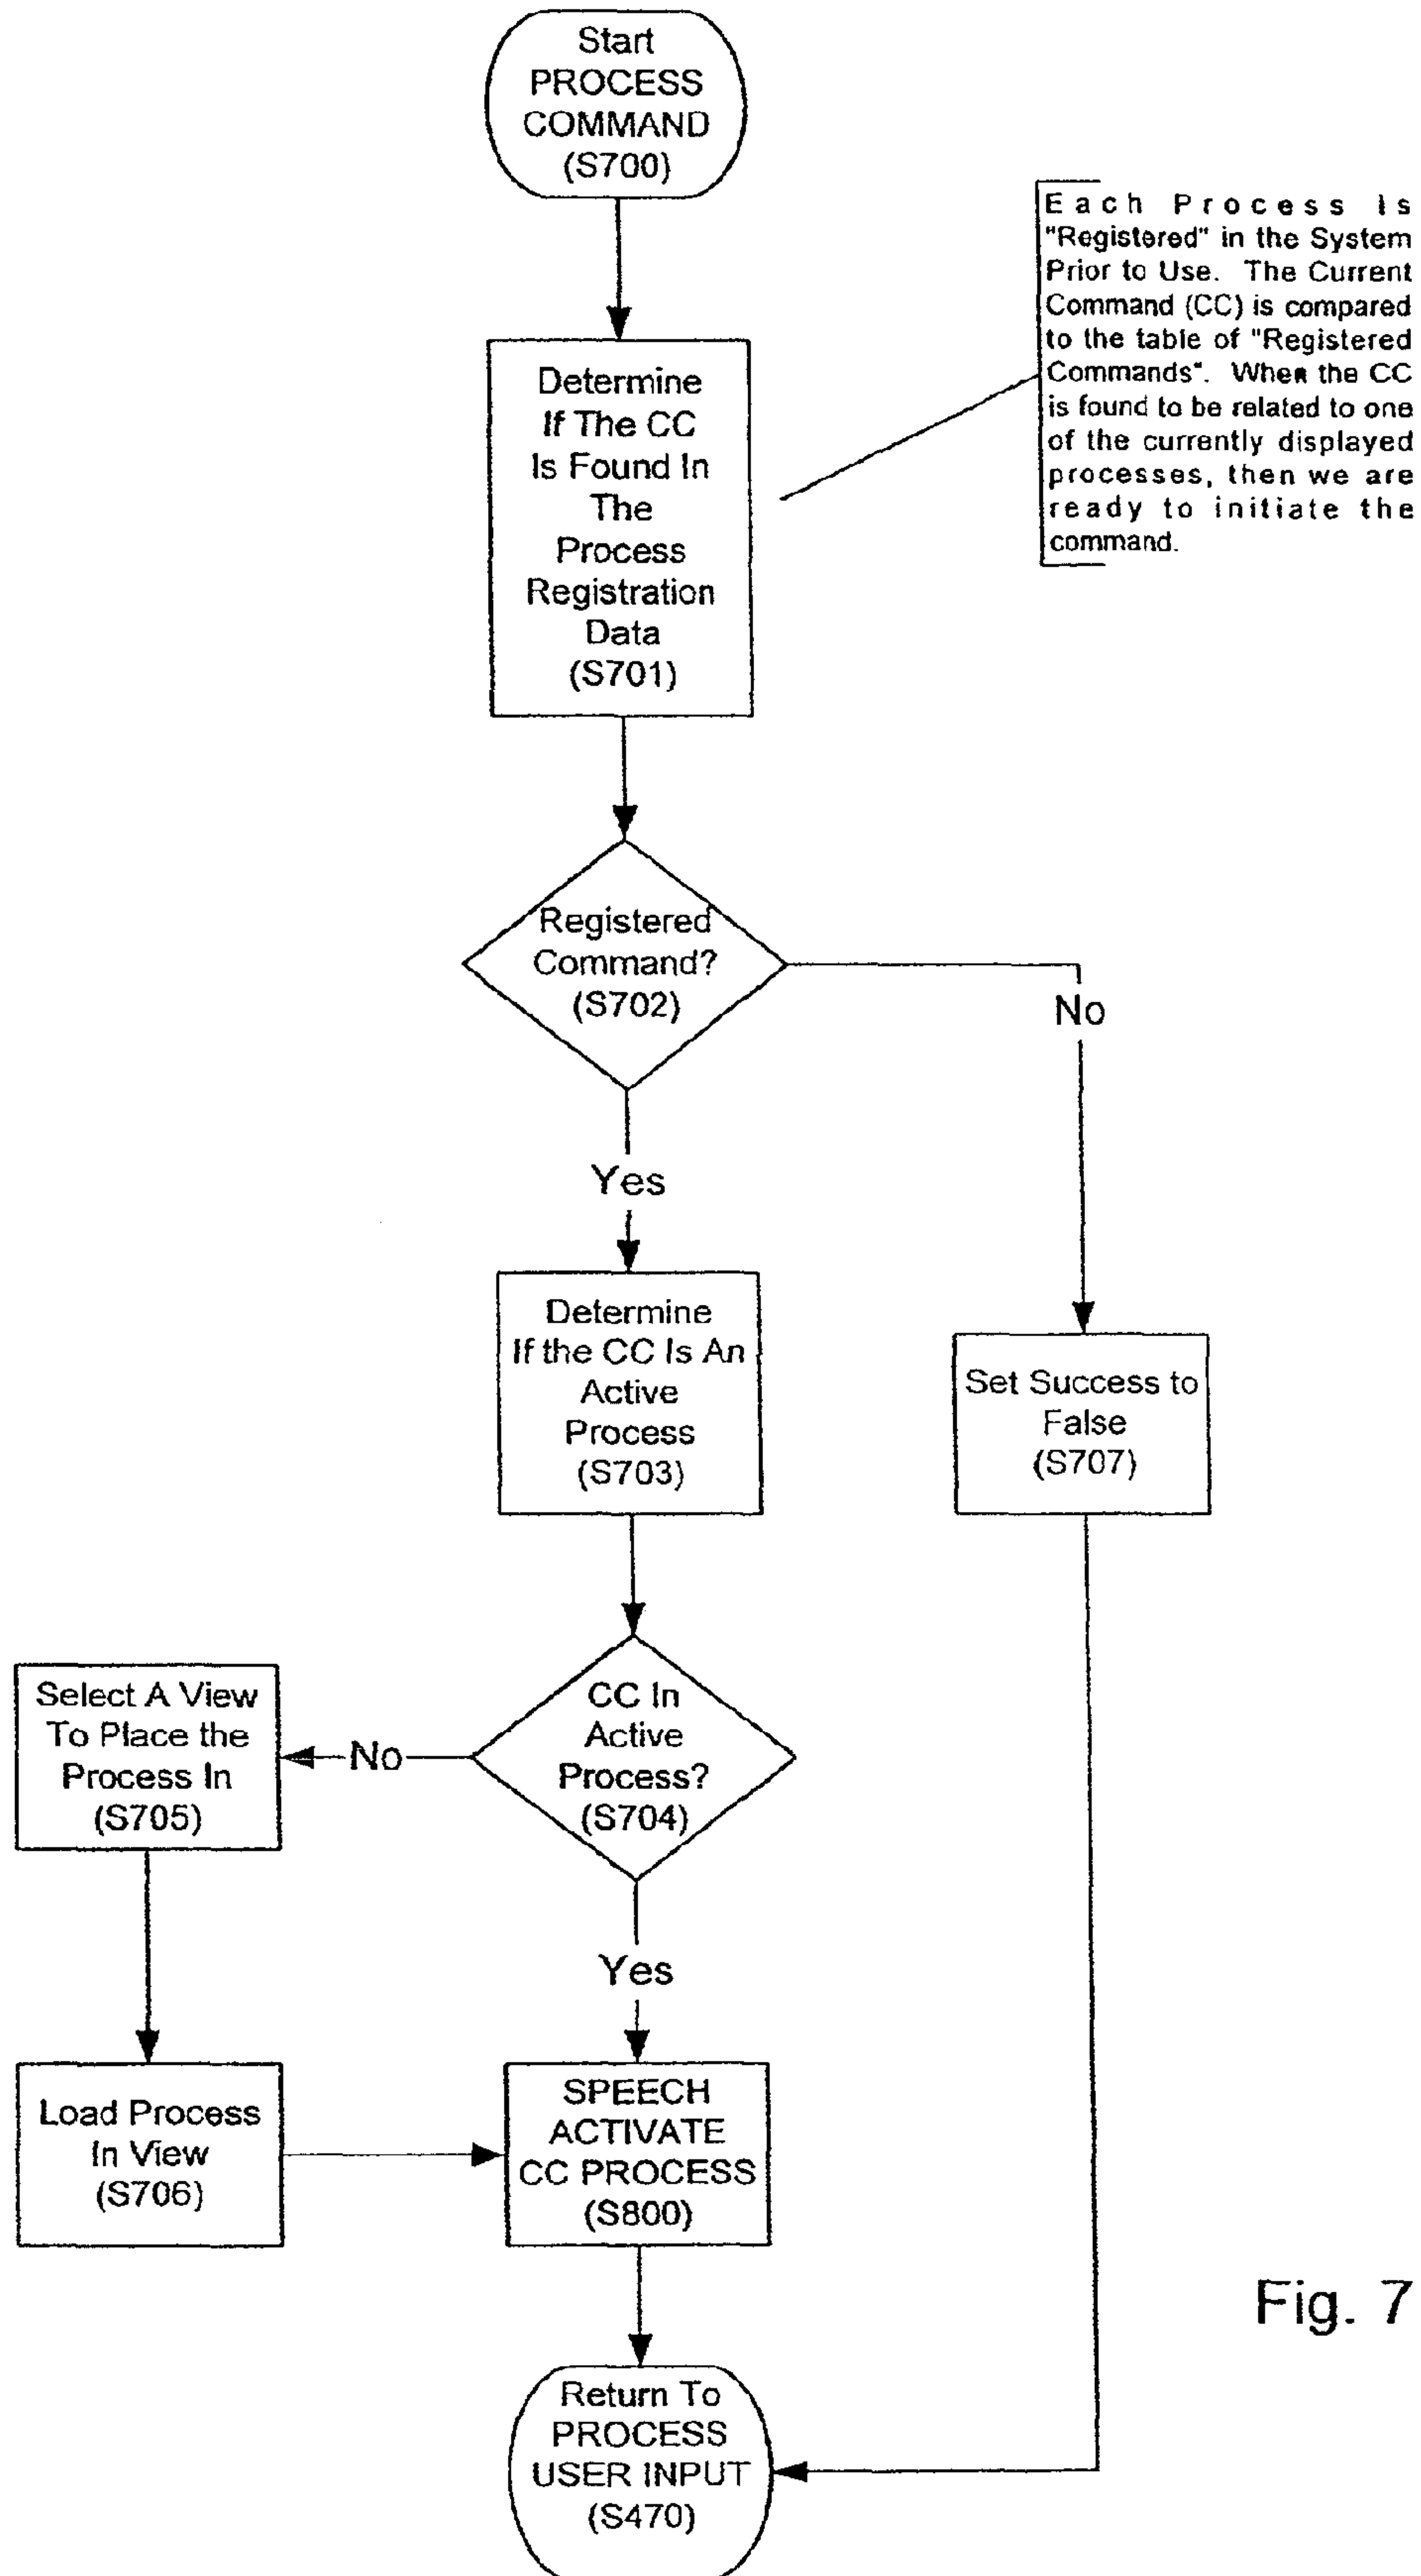 Start
PROCESS
COMMAND
(S700)
Each Process is
"Registered" in the System
Prior to Use. The Current
Command (CC) is compared
to the table of "Registered
Commands". When the CC
is found to be related to one
of the currently displayed
processes, then we are
ready to initiate the
command.
Determine
If The CC
Is Found In
The
Process
Registration
Data
(S701)
Registered
Command?
(S702)
No
Yes
Determine
If the CC Is An
Active
Process
(S703)
Set Success to
False
(S707)
CC In
Active
Process?
(S704)
No
Select A View
To Place the
Process In
(S705)
Yes
Load Process
In View
(S706)
SPEECH
ACTIVATE
CC PROCESS
(S800)
Return To
PROCESS
USER INPUT
(S470)
Fig. 7